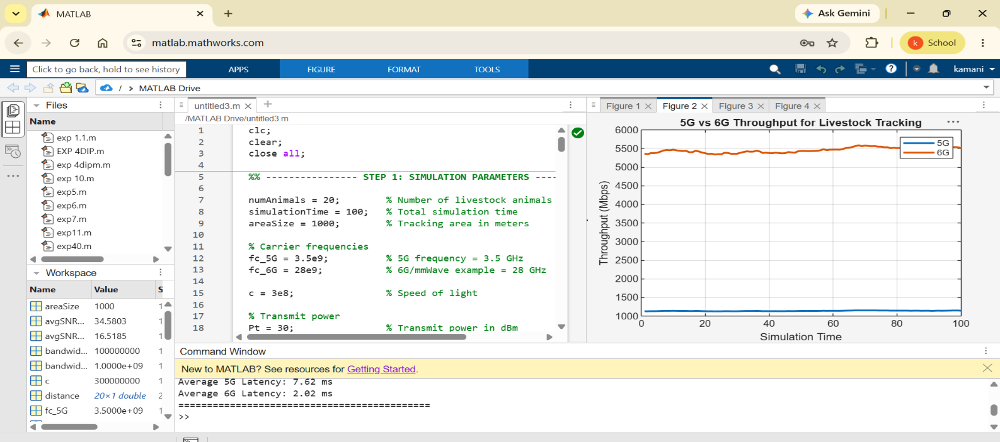 MATLAB
Ask Gemini
matlab.mathworks.com
k School
Click to go back, hold to see history
APPS
FIGURE
FORMAT
TOOLS
kamani
/ > MATLAB Drive
Files
Name
exp 1.1.m
EXP 4DIP.m
exp 4dipm.m
exp 10.m
exp5.m
exp6.m
exp7.m
exp11.m
exp40.m
Workspace
Name Value S
areaSize 1000 1
avgSNR... 34.5803 1
avgSNR... 16.5185 1
bandwid... 100000000 1
bandwid... 1.0000e+09 1
c 300000000 1
distance 20×1 double 2
fc_5G 3.5000e+09 1
untitled3.m
/MATLAB Drive/untitled3.m
1 clc;
2 clear;
3 close all;
4
5 %% ---------------- STEP 1: SIMULATION PARAMETERS ----
6
7 numAnimals = 20; % Number of livestock animals
8 simulationTime = 100; % Total simulation time
9 areaSize = 1000; % Tracking area in meters
10
11 % Carrier frequencies
12 fc_5G = 3.5e9; % 5G frequency = 3.5 GHz
13 fc_6G = 28e9; % 6G/mmWave example = 28 GHz
14
15 c = 3e8; % Speed of light
16
17 % Transmit power
18 Pt = 30; % Transmit power in dBm
Figure 1
Figure 2
Figure 3
Figure 4
5G vs 6G Throughput for Livestock Tracking
6000
5500
5000
4500
4000
3500
3000
2500
2000
1500
1000
Throughput (Mbps)
5G
6G
0 20 40 60 80 100
Simulation Time
Command Window
New to MATLAB? See resources for Getting Started.
Average 5G Latency: 7.62 ms
Average 6G Latency: 2.02 ms
============================================
>>